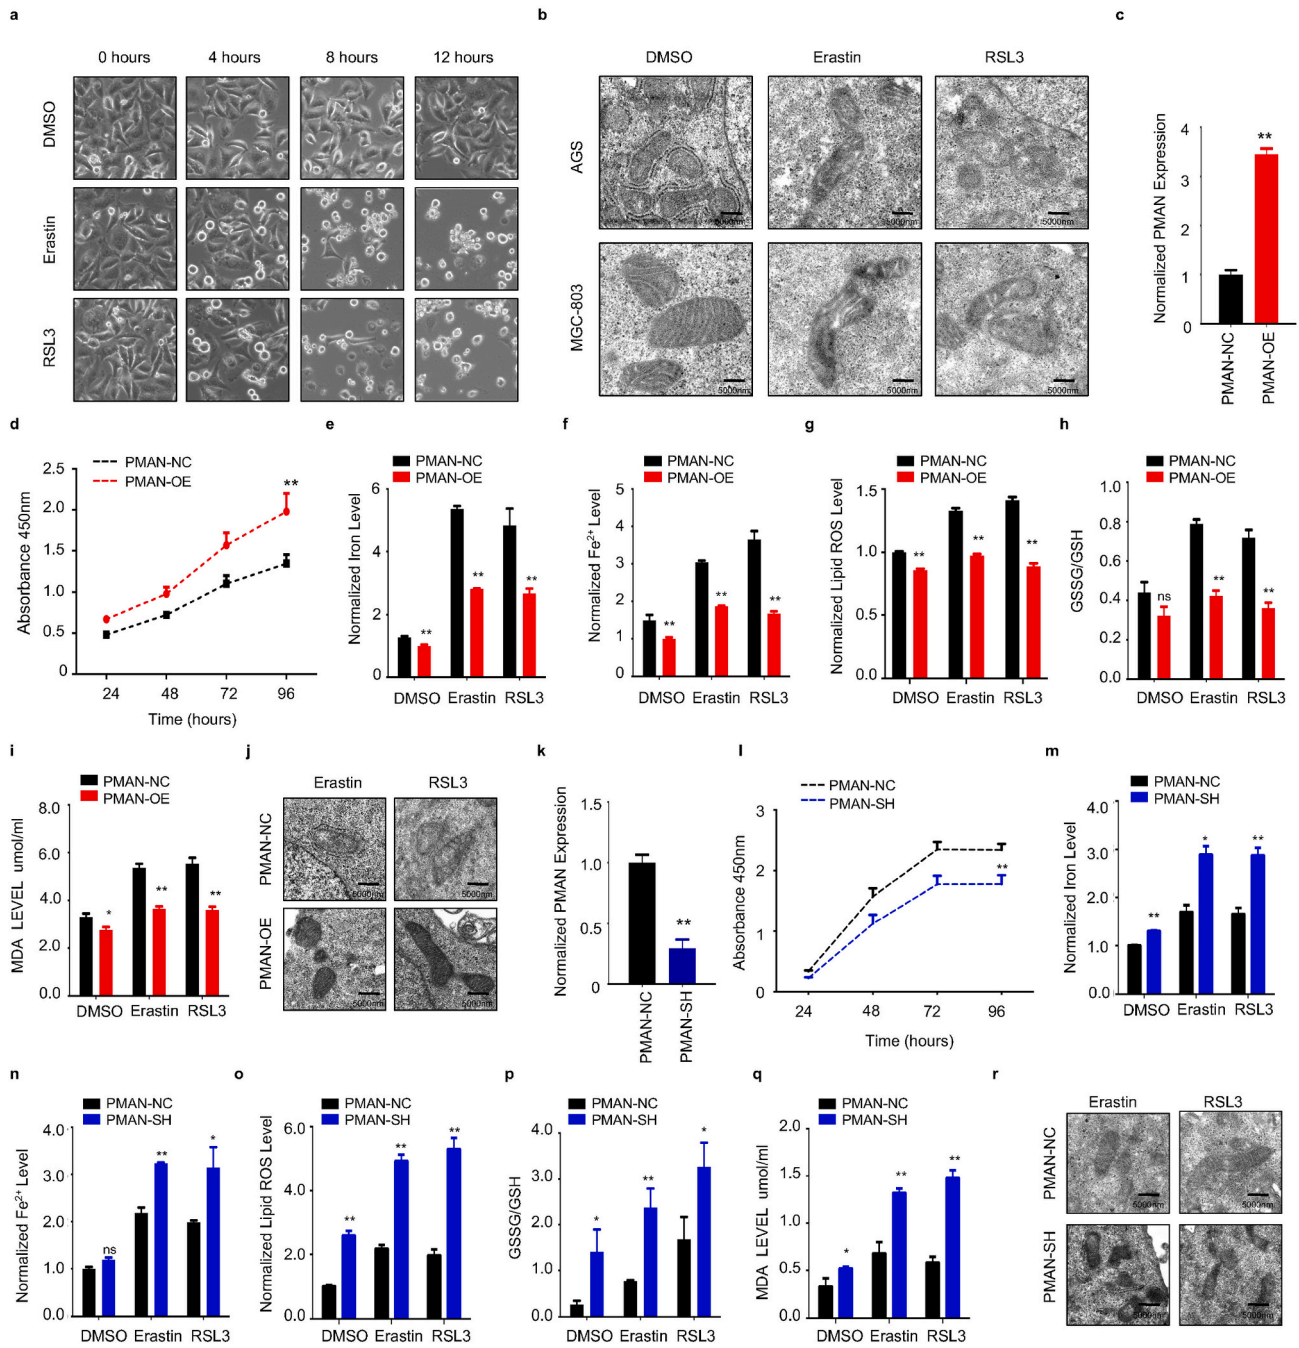 a
0 hours 4 hours 8 hours 12 hours
DMSO
Erastin
RSL3
b
DMSO Erastin RSL3
AGS
5000nm 5000nm 5000nm
MGC-803
5000nm 5000nm 5000nm
c
Normalized PMAN Expression
4
3
2
1
0
**
PMAN-NC PMAN-OE
d
PMAN-NC
PMAN-OE
Absorbance 450nm
2.5
2.0
1.5
1.0
0.5
0
**
24 48 72 96
Time (hours)
e
PMAN-NC
PMAN-OE
Normalized Iron Level
6
4
2
0
** ** **
DMSO Erastin RSL3
f
PMAN-NC
PMAN-OE
Normalized Fe²⁺ Level
5
4
3
2
1
0
** ** **
DMSO Erastin RSL3
g
PMAN-NC
PMAN-OE
Normalized Lipid ROS Level
1.5
1.0
0.5
0.0
** ** **
DMSO Erastin RSL3
h
PMAN-NC
PMAN-OE
GSSG/GSH
1.0
0.8
0.6
0.4
0.2
0.0
ns ** **
DMSO Erastin RSL3
i
PMAN-NC
PMAN-OE
MDA LEVEL umol/ml
8.0
6.0
4.0
2.0
0.0
* ** **
DMSO Erastin RSL3
j
Erastin RSL3
PMAN-NC
5000nm 5000nm
PMAN-OE
5000nm 5000nm
k
Normalized PMAN Expression
1.5
1.0
0.5
0
**
PMAN-NC PMAN-SH
l
PMAN-NC
PMAN-SH
Absorbance 450nm
3
2
1
0
**
24 48 72 96
Time (hours)
m
PMAN-NC
PMAN-SH
Normalized Iron Level
4.0
3.0
2.0
1.0
0.0
** * **
DMSO Erastin RSL3
n
PMAN-NC
PMAN-SH
Normalized Fe²⁺ Level
4.0
3.0
2.0
1.0
0.0
ns ** *
DMSO Erastin RSL3
o
PMAN-NC
PMAN-SH
Normalized Lipid ROS Level
6.0
4.0
2.0
0.0
** ** **
DMSO Erastin RSL3
p
PMAN-NC
PMAN-SH
GSSG/GSH
4.0
3.0
2.0
1.0
0.0
* ** *
DMSO Erastin RSL3
q
PMAN-NC
PMAN-SH
MDA LEVEL umol/ml
2.0
1.5
1.0
0.5
0.0
* ** **
DMSO Erastin RSL3
r
Erastin RSL3
PMAN-NC
5000nm 5000nm
PMAN-SH
5000nm 5000nm